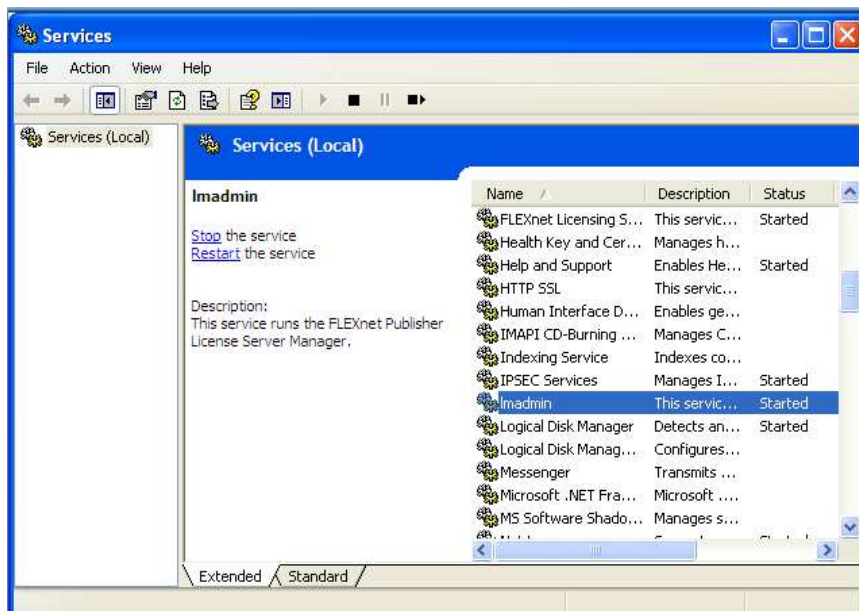 Services
File Action View Help
Services (Local)
Services (Local)
lmadmin
Stop the service
Restart the service
Description:
This service runs the FLEXnet Publisher
License Server Manager.
Name Description Status
FLEXnet Licensing S... This servic... Started
Health Key and Cer... Manages h...
Help and Support Enables He... Started
HTTP SSL This servic...
Human Interface D... Enables ge...
IMAPI CD-Burning ... Manages C...
Indexing Service Indexes co...
IPSEC Services Manages I... Started
lmadmin This servic... Started
Logical Disk Manager Detects an... Started
Logical Disk Manag... Configures...
Messenger Transmits ...
Microsoft .NET Fra... Microsoft ....
MS Software Shado... Manages s...
Extended Standard